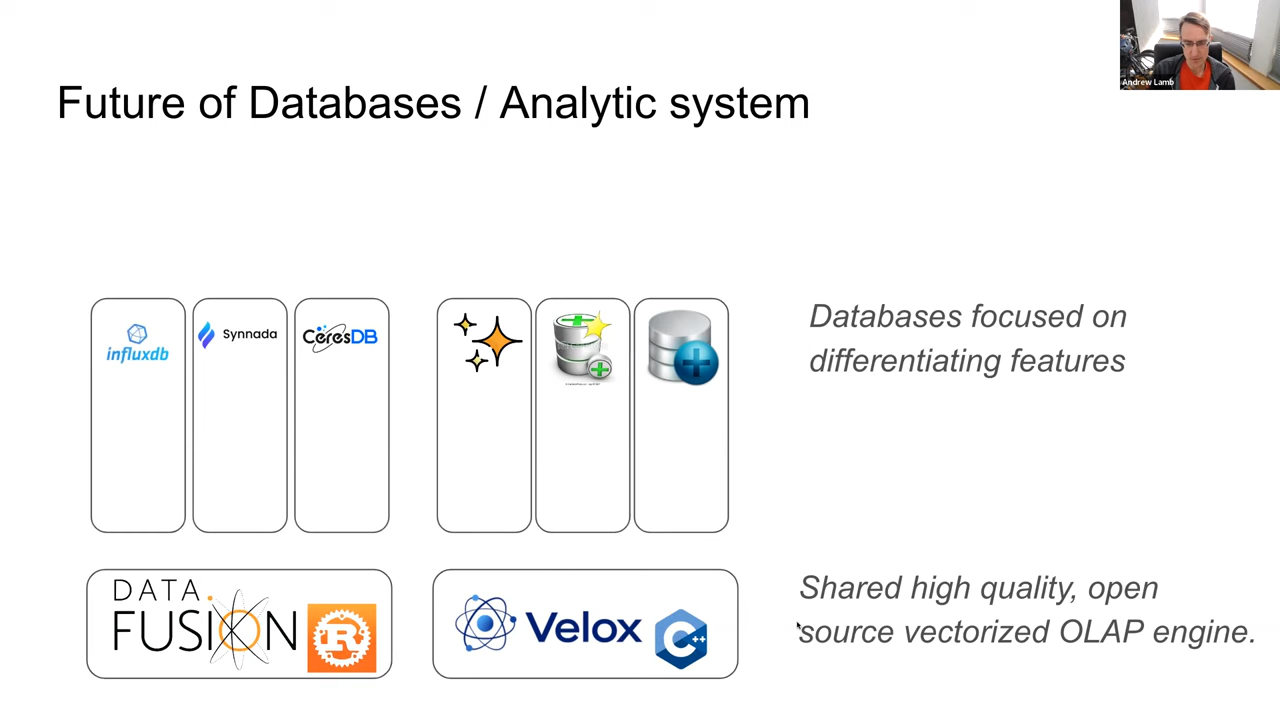 Andrew Lamb
Future of Databases / Analytic system
influxdb
Synnada
CeresDB
Databases focused on
differentiating features
DATA
FUSION
R
Velox
C++
Shared high quality, open
source vectorized OLAP engine.